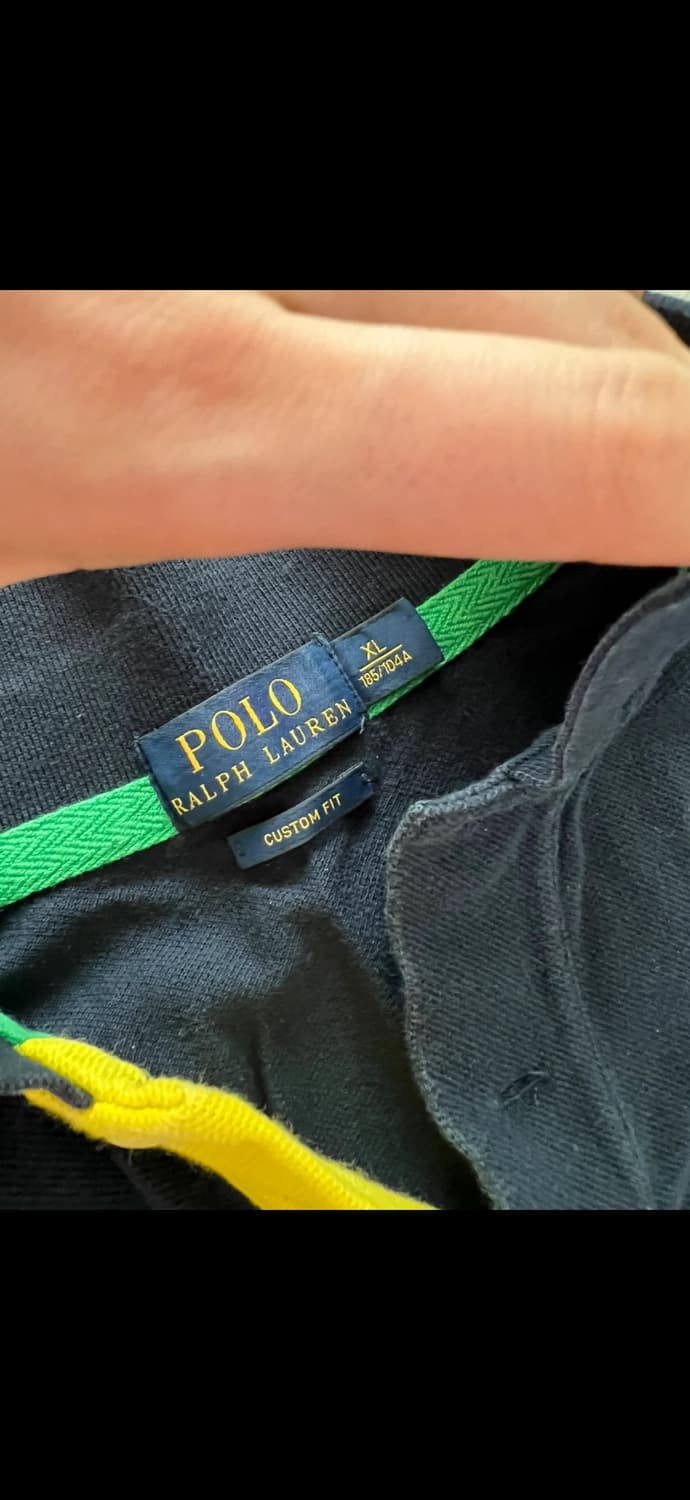 POLO
RALPH LAUREN
XL
185/104A
CUSTOM FIT